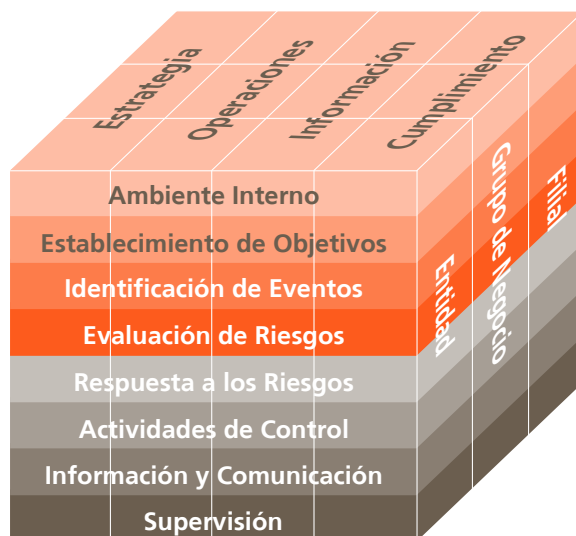 Estrategia
Operaciones
Información
Cumplimiento
Ambiente Interno
Establecimiento de Objetivos
Identificación de Eventos
Evaluación de Riesgos
Respuesta a los Riesgos
Actividades de Control
Información y Comunicación
Supervisión
Entidad
Grupo de Negocio
Filial